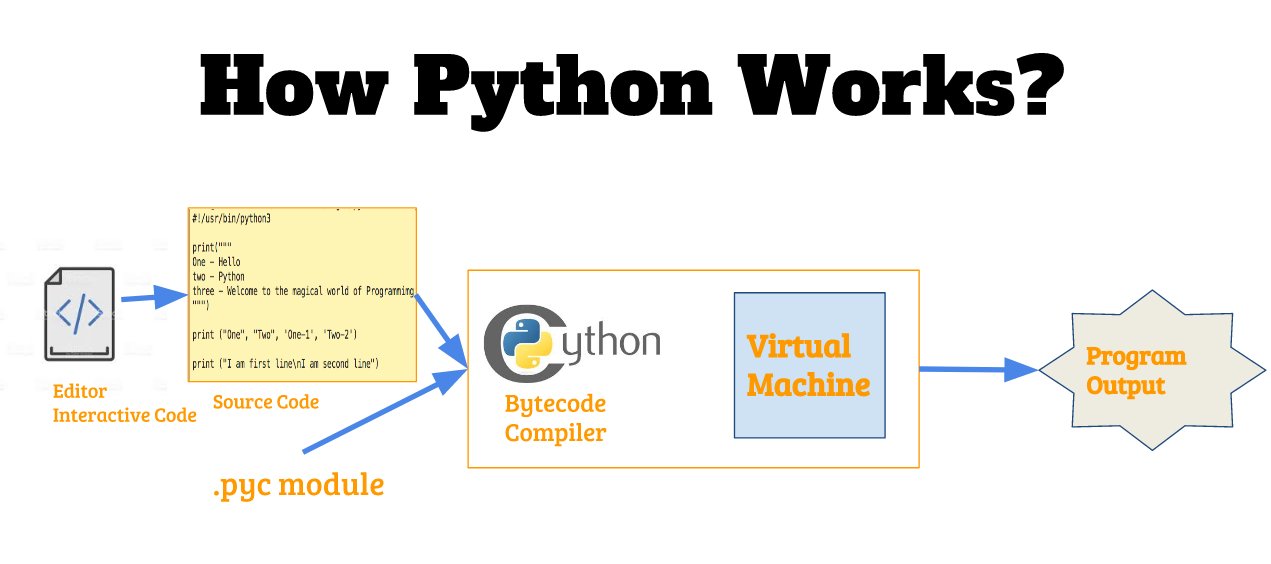 How Python Works?
#!/usr/bin/python3
print("""
One - Hello
two - Python
three - Welcome to the magical world of Programimg
""")
print ("One", "Two", 'One-1', 'Two-2')
print ("I am first line\nI am second line")
</>
Editor
Interactive Code
Source Code
.pyc module
Cython
Bytecode
Compiler
Virtual
Machine
Program
Output